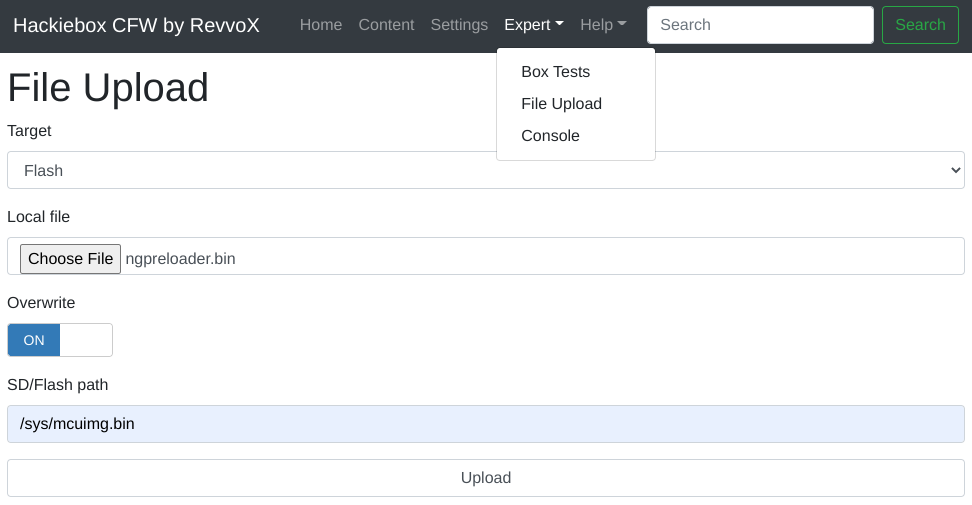 Hackiebox CFW by RevvoX Home Content Settings Expert Help Search Search
Box Tests
File Upload
Console
File Upload
Target
Flash
Local file
Choose File ngpreloader.bin
Overwrite
ON
SD/Flash path
/sys/mcuimg.bin
Upload